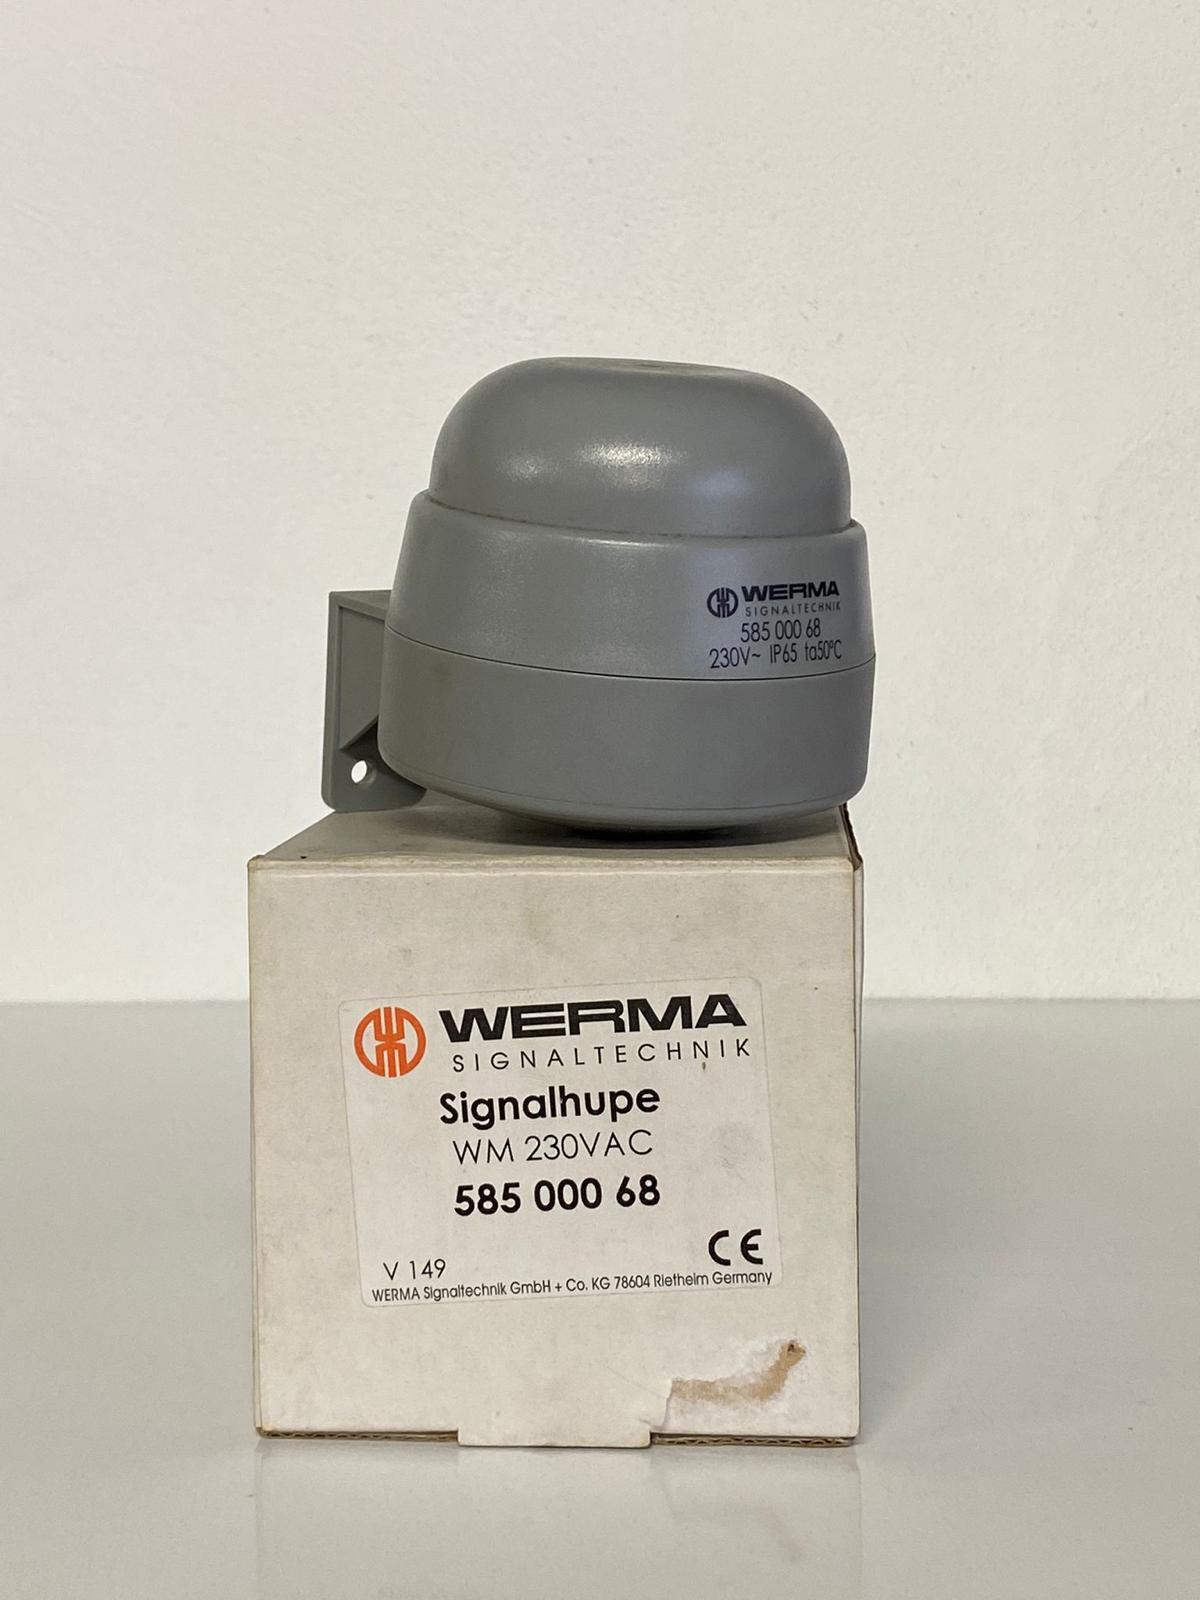 WERMA
SIGNALTECHNIK
585 000 68
230V~ IP65 ta50°C
WERMA
SIGNALTECHNIK
Signalhupe
WM 230VAC
585 000 68
CE
V 149
WERMA Signaltechnik GmbH + Co. KG 78604 Rietheim Germany